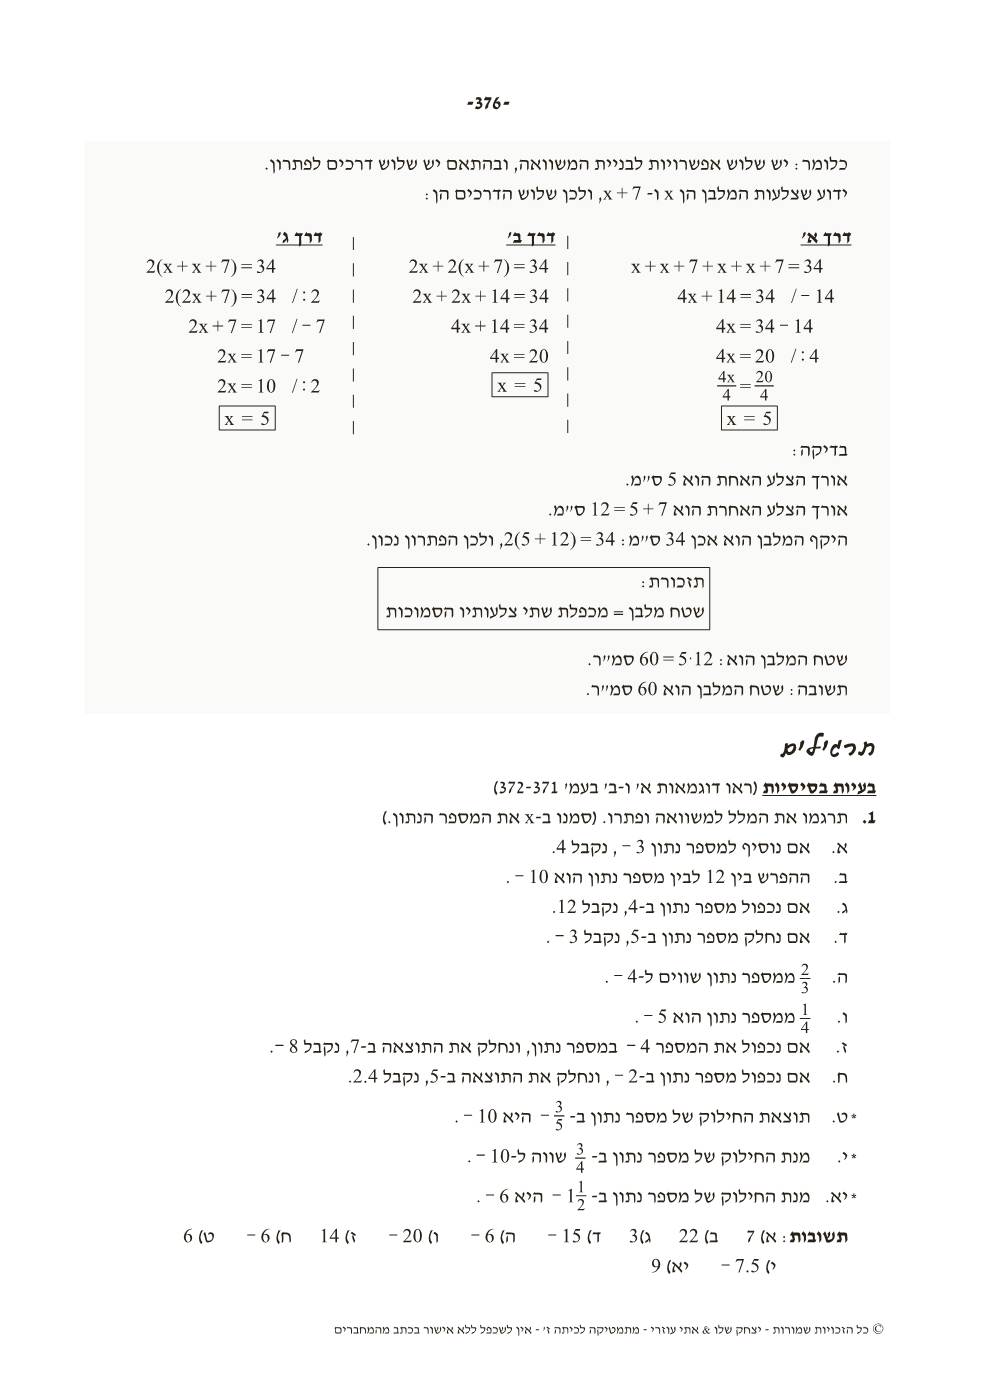 -376-
כלומר: יש שלוש אפשרויות לבניית המשוואה, ובהתאם יש שלוש דרכים לפתרון.
ידוע שצלעות המלבן הן x ו- x + 7, ולכן שלוש הדרכים הן:
דרך א׳
x + x + 7 + x + x + 7 = 34
4x + 14 = 34 / − 14
4x = 34 − 14
4x = 20 / : 4
4x/4 = 20/4
x = 5
דרך ב׳
2x + 2(x + 7) = 34
2x + 2x + 14 = 34
4x + 14 = 34
4x = 20
x = 5
דרך ג׳
2(x + x + 7) = 34
2(2x + 7) = 34 / : 2
2x + 7 = 17 / − 7
2x = 17 − 7
2x = 10 / : 2
x = 5
בדיקה:
אורך הצלע האחת הוא 5 ס״מ.
אורך הצלע האחרת הוא 5 + 7 = 12 ס״מ.
היקף המלבן הוא אכן 34 ס״מ: 2(5 + 12) = 34, ולכן הפתרון נכון.
תזכורת:
שטח מלבן = מכפלת שתי צלעותיו הסמוכות
שטח המלבן הוא: 5·12 = 60 סמ״ר.
תשובה: שטח המלבן הוא 60 סמ״ר.
תרגילים
בעיות בסיסיות (ראו דוגמאות א׳ ו-ב׳ בעמ׳ 372-371)
1. תרגמו את המלל למשוואה ופתרו. (סמנו ב-x את המספר הנתון.)
א. אם נוסיף למספר נתון 3 − , נקבל 4.
ב. ההפרש בין 12 לבין מספר נתון הוא 10 − .
ג. אם נכפול מספר נתון ב-4, נקבל 12.
ד. אם נחלק מספר נתון ב-5, נקבל 3 − .
ה. 2/3 ממספר נתון שווים ל-4 − .
ו. 1/4 ממספר נתון הוא 5 − .
ז. אם נכפול את המספר 4 − במספר נתון, ונחלק את התוצאה ב-7, נקבל 8 −.
ח. אם נכפול מספר נתון ב-2 − , ונחלק את התוצאה ב-5, נקבל 2.4.
*ט. תוצאת החילוק של מספר נתון ב- 3/5 − היא 10 − .
*י. מנת החילוק של מספר נתון ב- 3/4 שווה ל-10 − .
*יא. מנת החילוק של מספר נתון ב- 1 1/2 − היא 6 − .
תשובות: א) 7 ב) 22 ג) 3 ד) 15 − ה) 6 − ו) 20 − ז) 14 ח) 6 − ט) 6
י) 7.5 − יא) 9
© כל הזכויות שמורות - יצחק שלו & אתי עוזרי - מתמטיקה לכיתה ז׳ - אין לשכפל ללא אישור בכתב מהמחברים